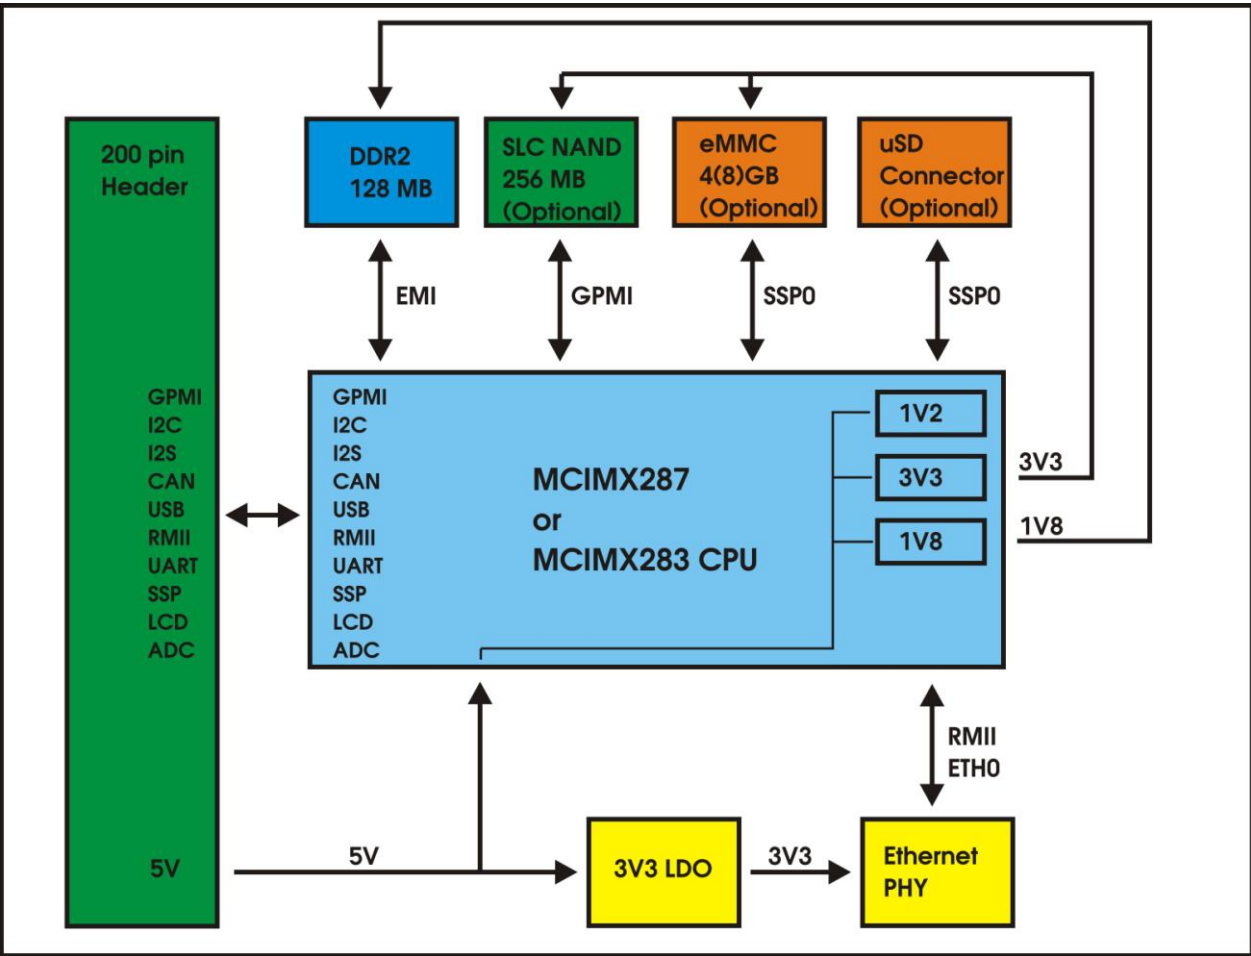 200 pin
Header
DDR2
128 MB
SLC NAND
256 MB
(Optional)
eMMC
4(8)GB
(Optional)
uSD
Connector
(Optional)
EMI
GPMI
SSP0
SSP0
GPMI
I2C
I2S
CAN
USB
RMII
UART
SSP
LCD
ADC
GPMI
I2C
I2S
CAN
USB
RMII
UART
SSP
LCD
ADC
MCIMX287
or
MCIMX283 CPU
1V2
3V3
1V8
3V3
1V8
RMII
ETH0
5V
5V
3V3 LDO
3V3
Ethernet
PHY